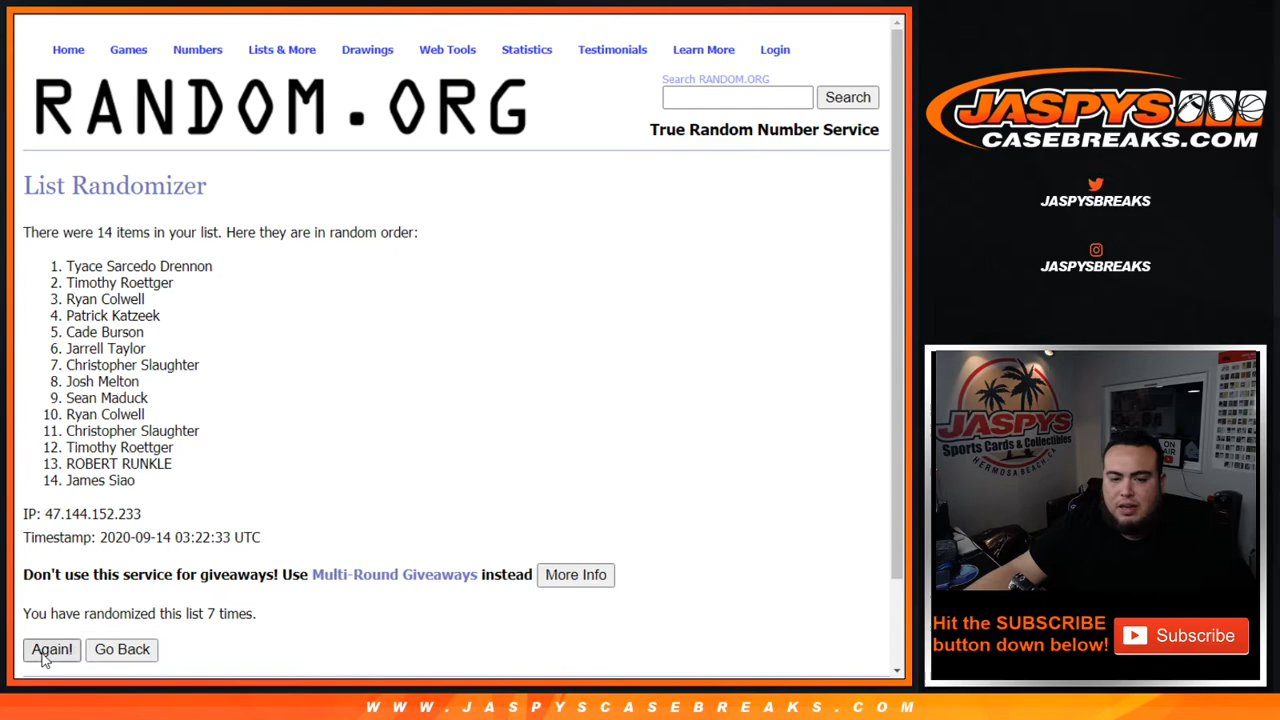 Home Games Numbers Lists & More Drawings Web Tools Statistics Testimonials Learn More Login
RANDOM.ORG
Search RANDOM.ORG
Search
True Random Number Service
List Randomizer
There were 14 items in your list. Here they are in random order:
1. Tyace Sarcedo Drennon
2. Timothy Roettger
3. Ryan Colwell
4. Patrick Katzeek
5. Cade Burson
6. Jarrell Taylor
7. Christopher Slaughter
8. Josh Melton
9. Sean Maduck
10. Ryan Colwell
11. Christopher Slaughter
12. Timothy Roettger
13. ROBERT RUNKLE
14. James Siao
IP: 47.144.152.233
Timestamp: 2020-09-14 03:22:33 UTC
Don't use this service for giveaways! Use Multi-Round Giveaways instead More Info
You have randomized this list 7 times.
Again! Go Back
JASPYS
CASEBREAKS.COM
JASPYSBREAKS
JASPYSBREAKS
JASPYS
Sports Cards & Collectibles
HERMOSA BEACH, CA
ON
AIR
Hit the SUBSCRIBE
button down below!
Subscribe
WWW.JASPYSCASEBREAKS.COM